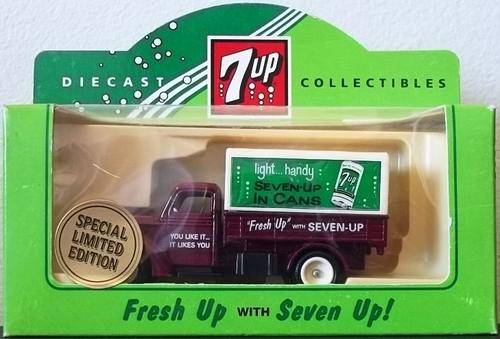 DIECAST 7UP COLLECTIBLES
light... handy
SEVEN-UP
IN CANS
7up
"Fresh Up" WITH SEVEN-UP
YOU LIKE IT...
IT LIKES YOU
SPECIAL
LIMITED
EDITION
Fresh Up WITH Seven Up!